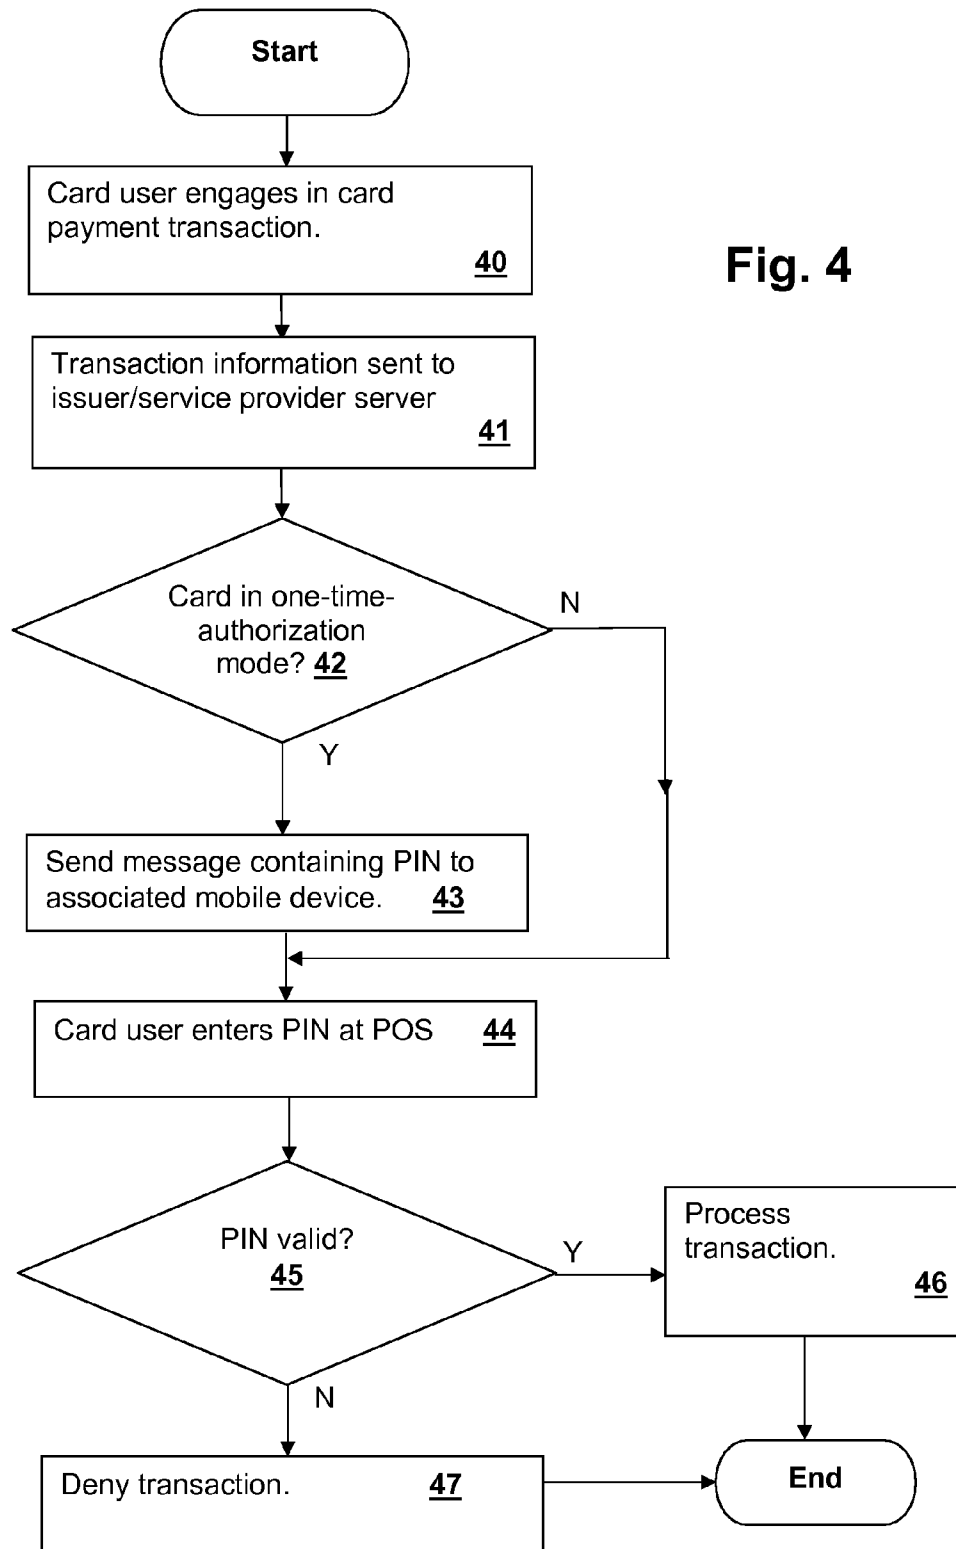 Start
Card user engages in card
payment transaction.
40
Fig. 4
Transaction information sent to
issuer/service provider server
41
Card in one-time-
authorization
mode? 42
N
Y
Send message containing PIN to
associated mobile device. 43
Card user enters PIN at POS 44
PIN valid?
45
Y
N
Process
transaction.
46
Deny transaction. 47
End